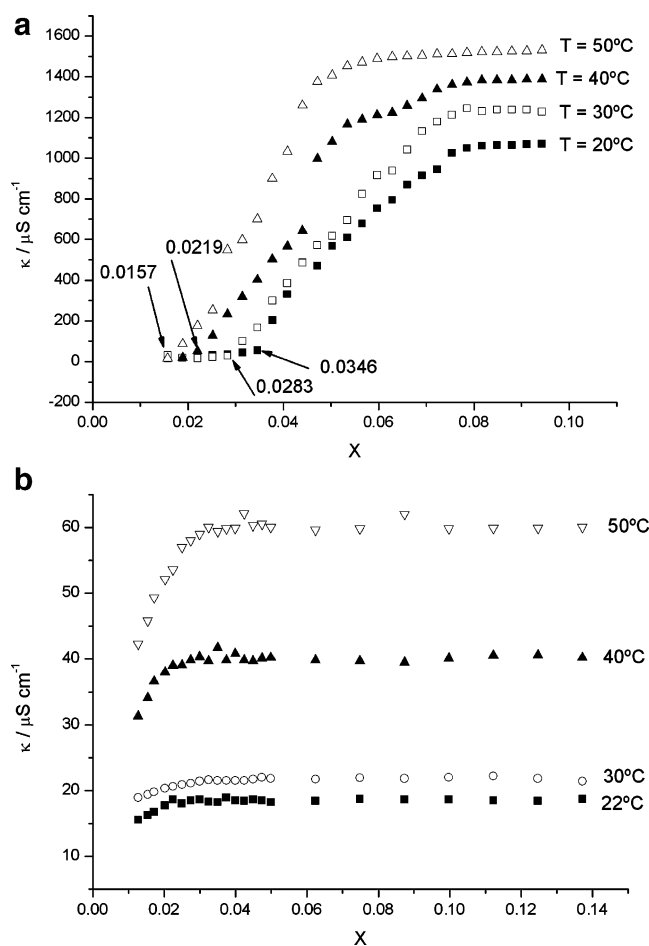 a
1600
1400
1200
1000
800
600
400
200
0
-200
κ / μS cm⁻¹
T = 50ºC
T = 40ºC
T = 30ºC
T = 20ºC
0.0219
0.0157
0.0346
0.0283
0.00
0.02
0.04
0.06
0.08
0.10
X
b
60
50
40
30
20
10
κ / μS cm⁻¹
50ºC
40ºC
30ºC
22ºC
0.00
0.02
0.04
0.06
0.08
0.10
0.12
0.14
X